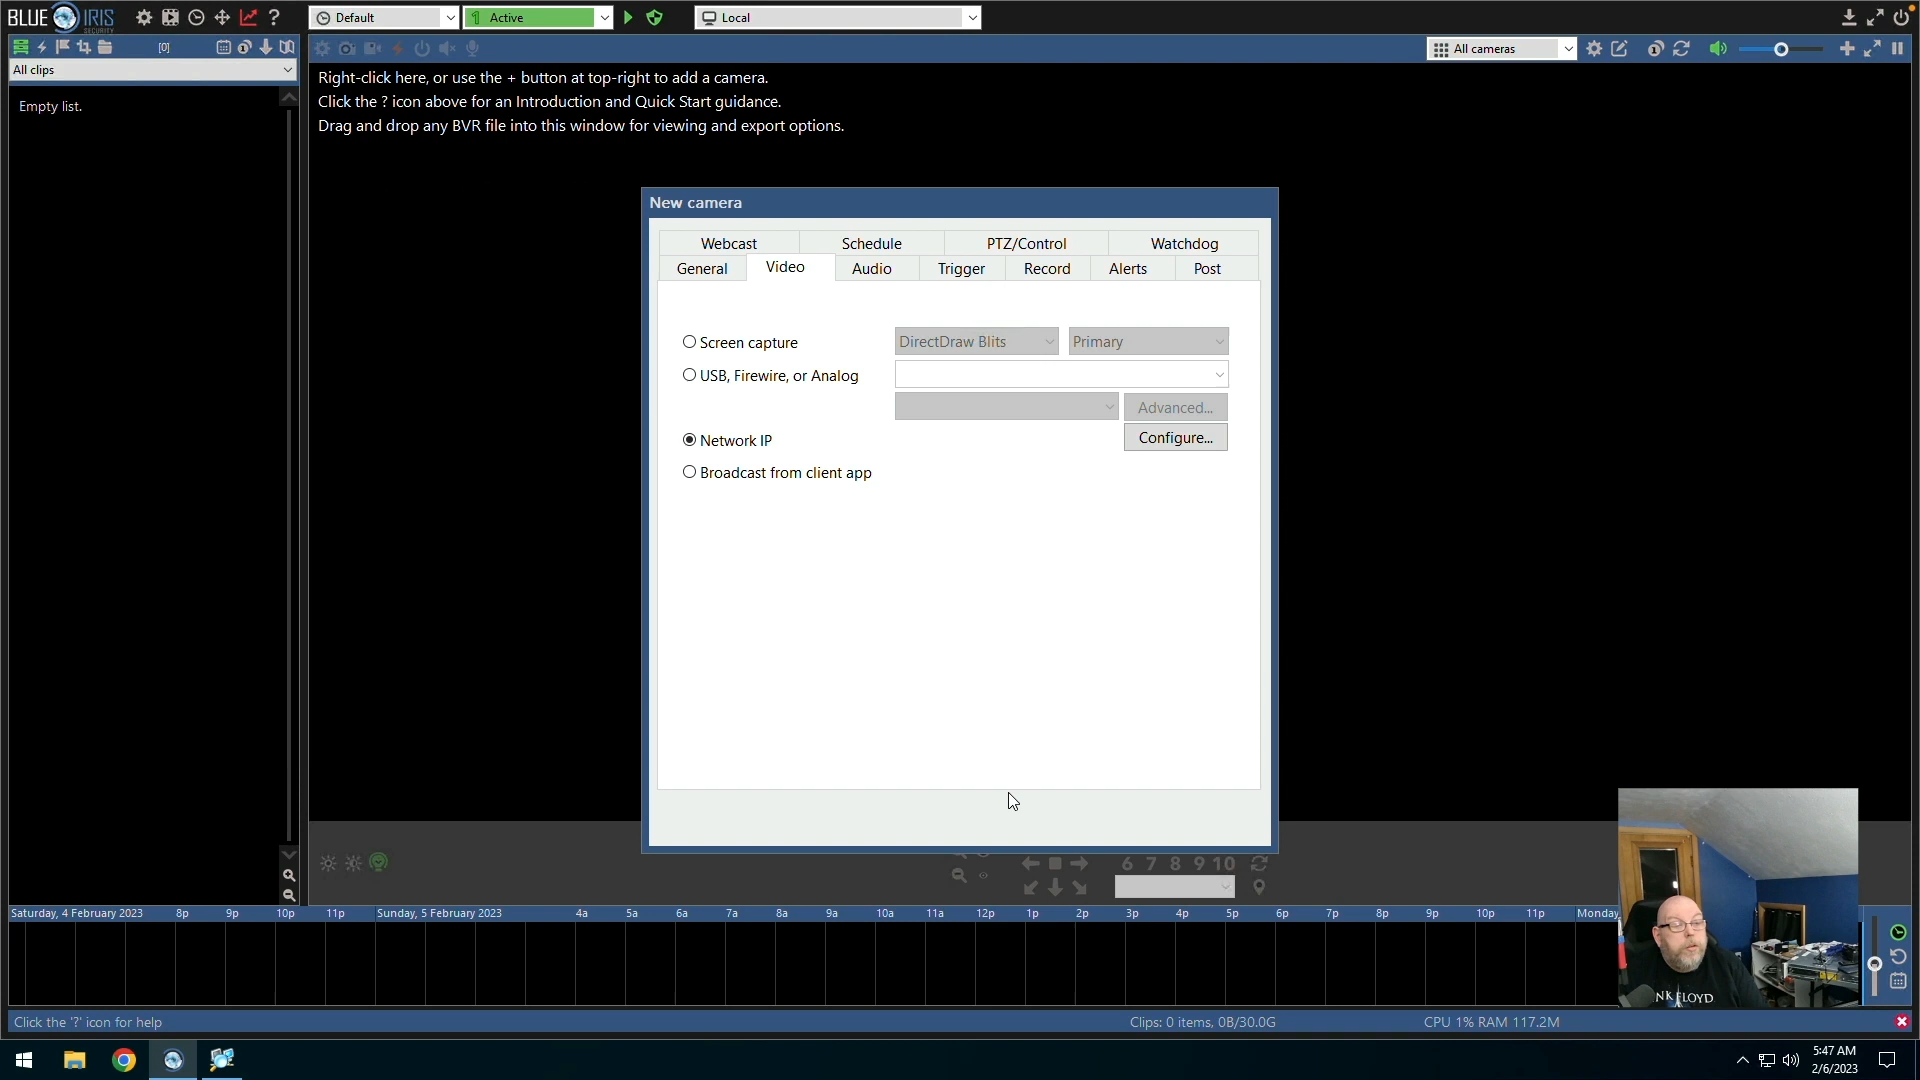 BLUE IRIS
SECURITY
Default
Active
Local
[0]
All cameras
All clips
Empty list.
Right-click here, or use the + button at top-right to add a camera.
Click the ? icon above for an Introduction and Quick Start guidance.
Drag and drop any BVR file into this window for viewing and export options.
New camera
Webcast Schedule PTZ/Control Watchdog
General Video Audio Trigger Record Alerts Post
Screen capture DirectDraw Blits Primary
USB, Firewire, or Analog
Advanced...
Network IP Configure...
Broadcast from client app
6 7 8 9 10
Saturday, 4 February 2023 8p 9p 10p 11p Sunday, 5 February 2023 4a 5a 6a 7a 8a 9a 10a 11a 12p 1p 2p 3p 4p 5p 6p 7p 8p 9p 10p 11p Monday
NK FLOYD
Click the '?' icon for help Clips: 0 items, 0B/30.0G CPU 1% RAM 117.2M
5:47 AM
2/6/2023